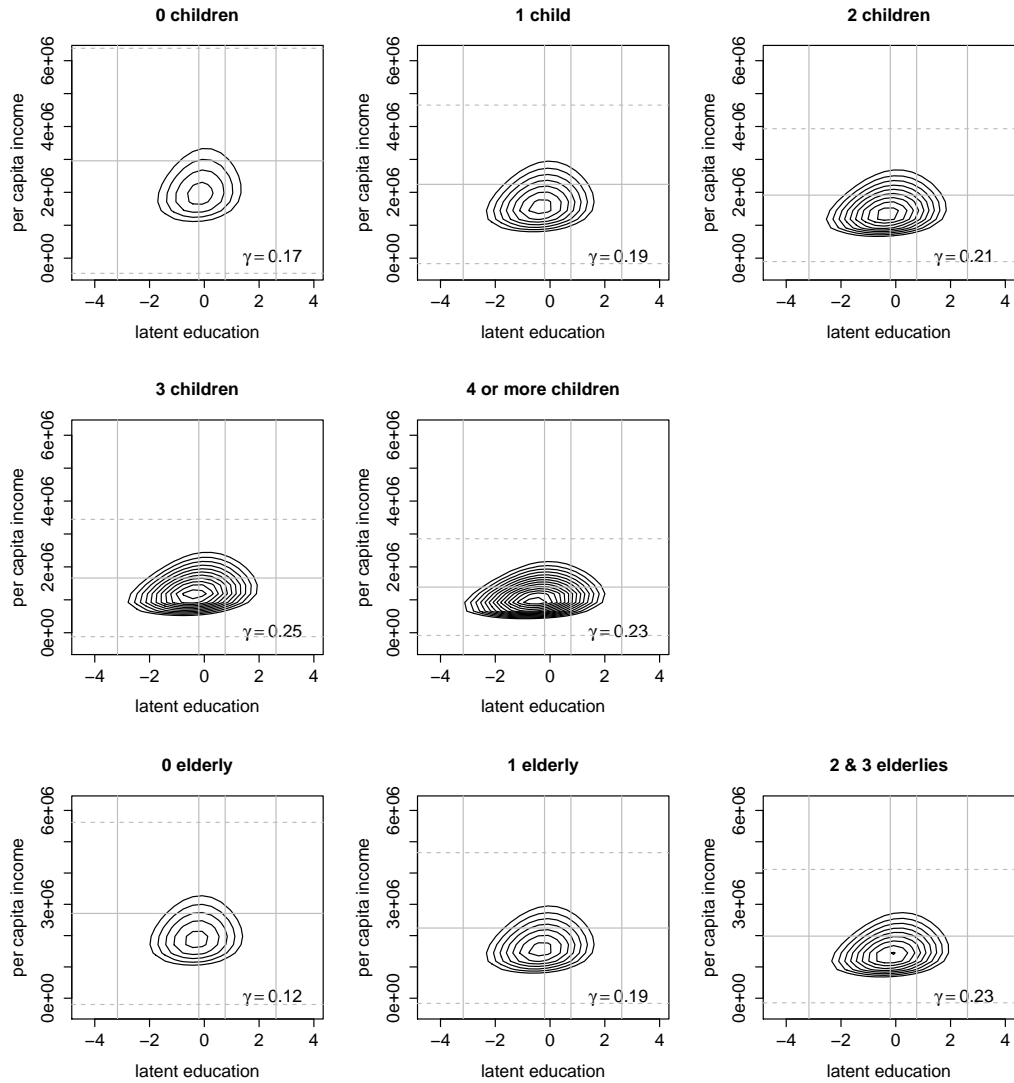 0 children
per capita income
0e+00 2e+06 4e+06 6e+06
γ = 0.17
−4 −2 0 2 4
latent education
1 child
per capita income
0e+00 2e+06 4e+06 6e+06
γ = 0.19
−4 −2 0 2 4
latent education
2 children
per capita income
0e+00 2e+06 4e+06 6e+06
γ = 0.21
−4 −2 0 2 4
latent education
3 children
per capita income
0e+00 2e+06 4e+06 6e+06
γ = 0.25
−4 −2 0 2 4
latent education
4 or more children
per capita income
0e+00 2e+06 4e+06 6e+06
γ = 0.23
−4 −2 0 2 4
latent education
0 elderly
per capita income
0e+00 3e+06 6e+06
γ = 0.12
−4 −2 0 2 4
latent education
1 elderly
per capita income
0e+00 3e+06 6e+06
γ = 0.19
−4 −2 0 2 4
latent education
2 & 3 elderlies
per capita income
0e+00 3e+06 6e+06
γ = 0.23
−4 −2 0 2 4
latent education